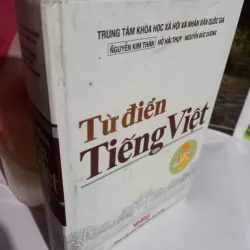 TRUNG TÂM KHOA HỌC XÃ HỘI VÀ NHÂN VĂN QUỐC GIA
NGUYỄN KIM THẢN - HỒ HẢI THỤY - NGUYỄN ĐỨC DƯƠNG
Từ điển
Tiếng Việt